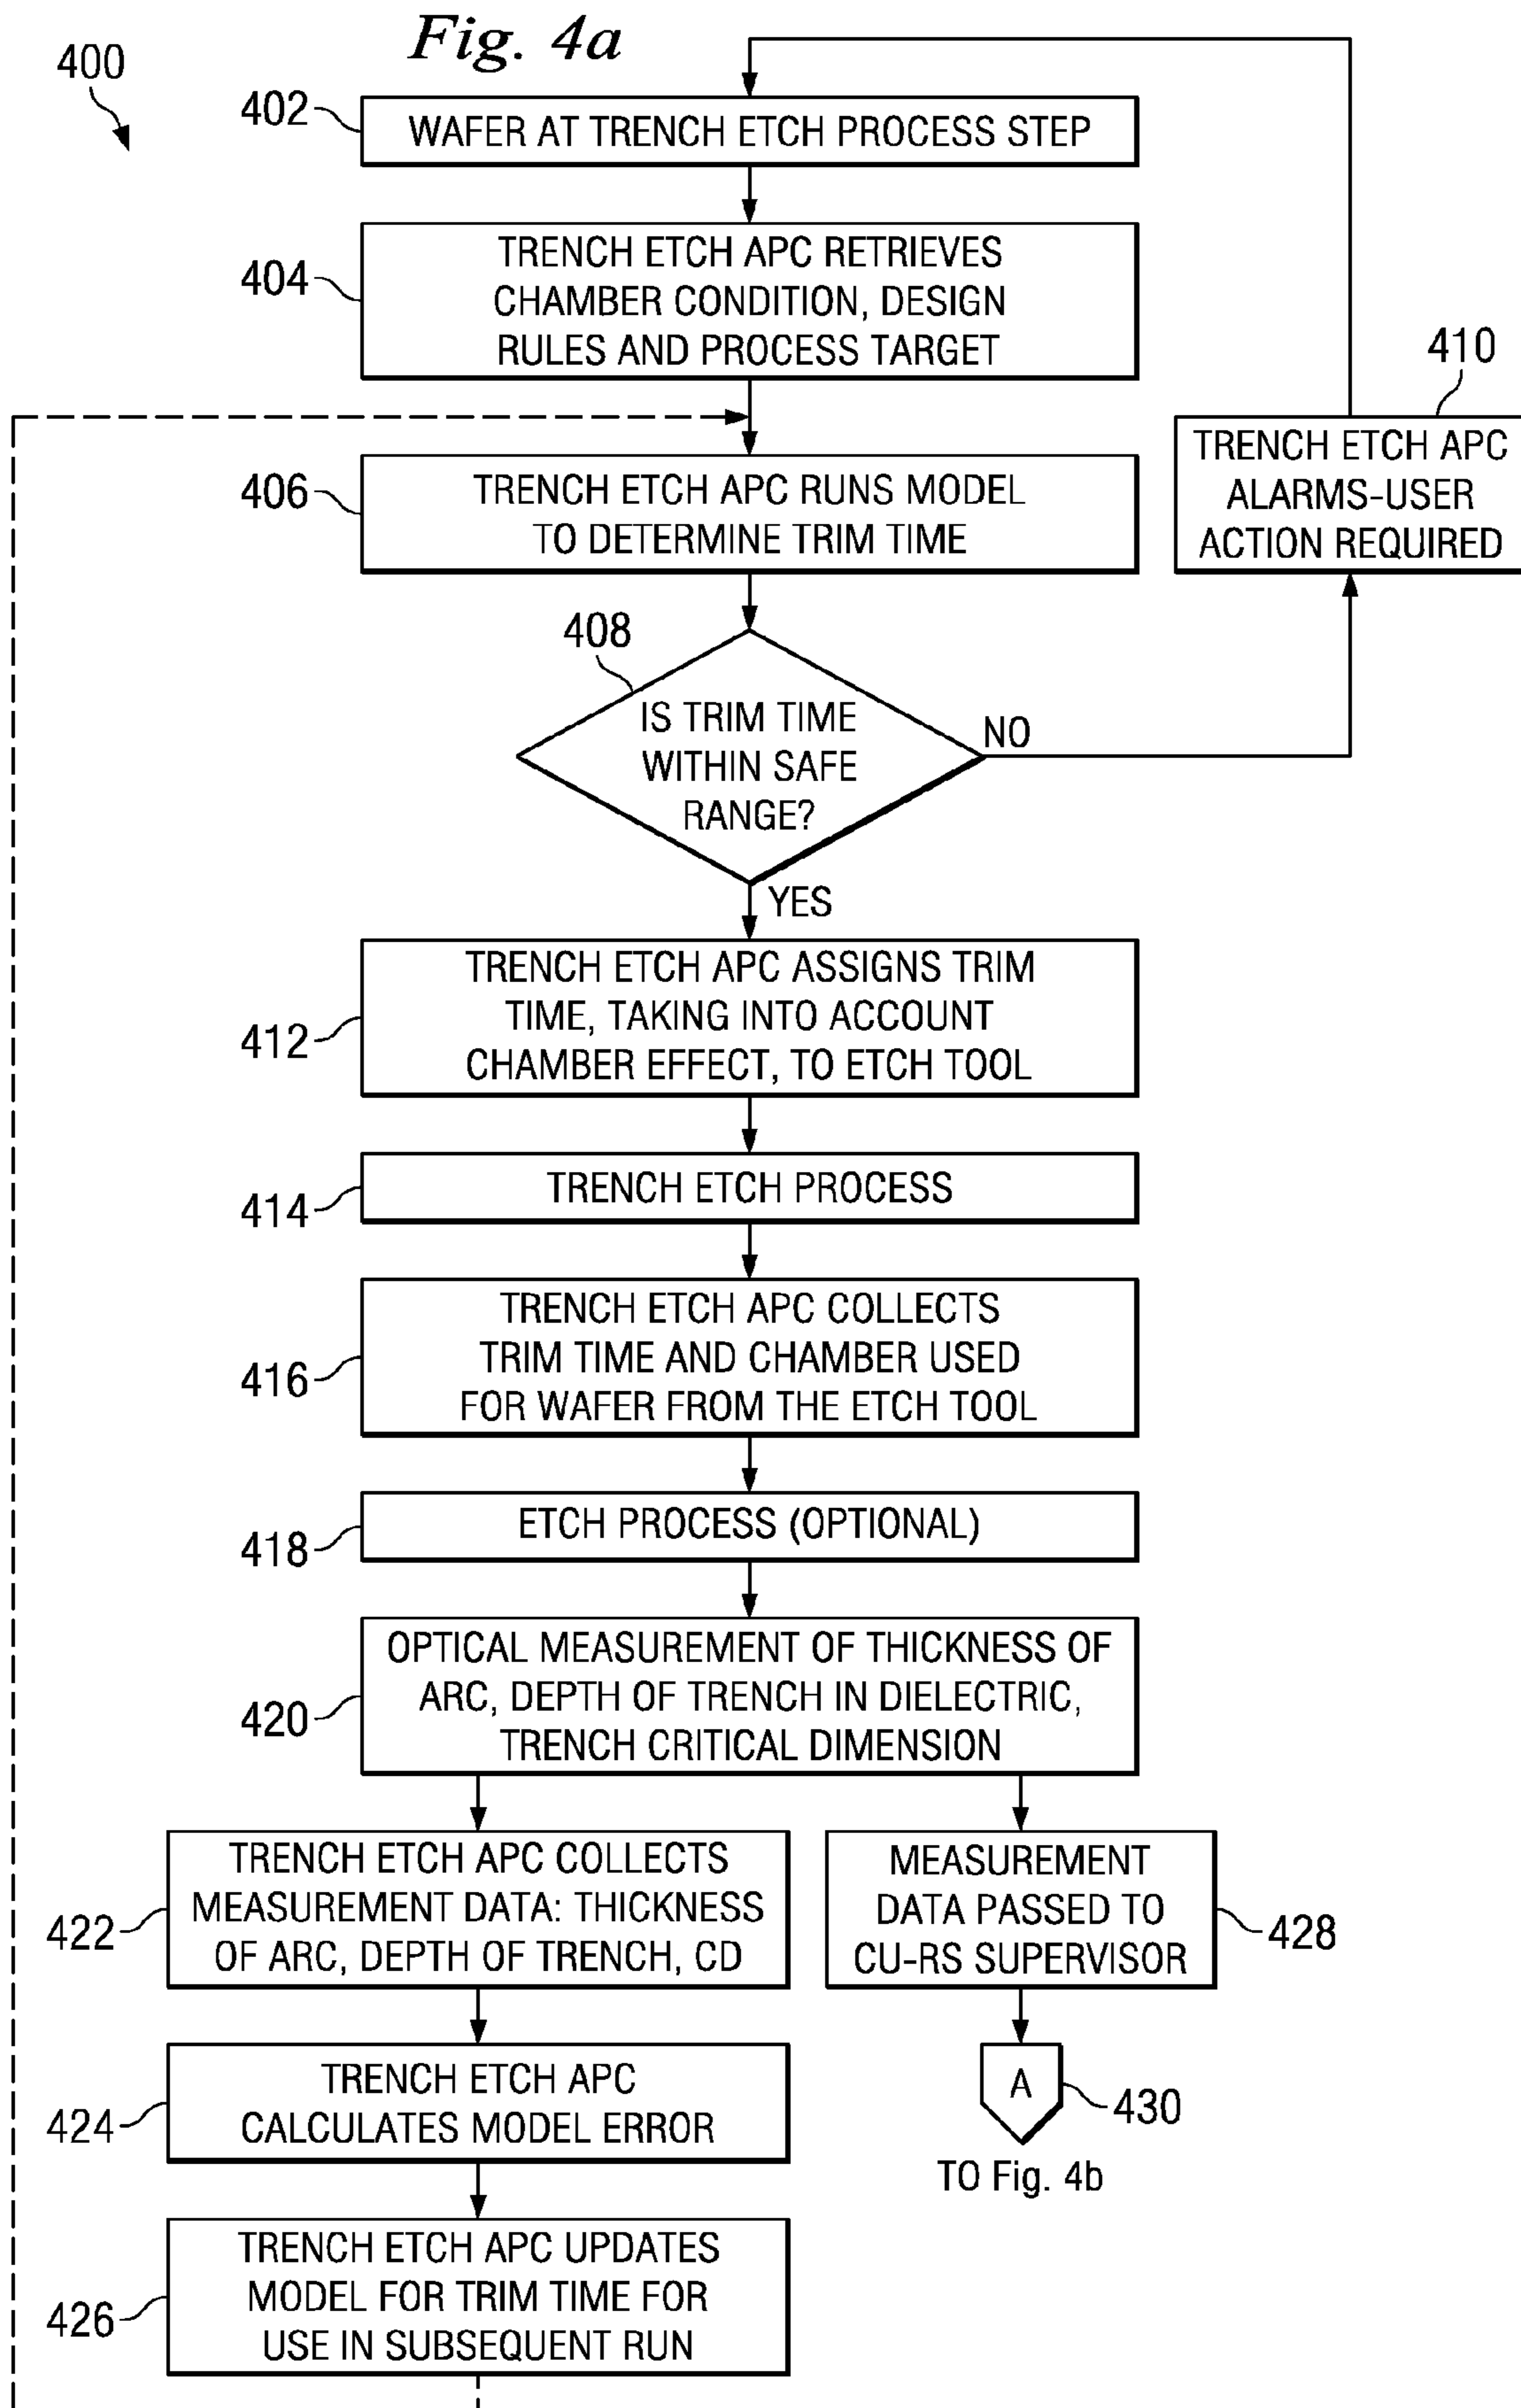 Fig. 4a
400
402
WAFER AT TRENCH ETCH PROCESS STEP
404
TRENCH ETCH APC RETRIEVES
CHAMBER CONDITION, DESIGN
RULES AND PROCESS TARGET
410
TRENCH ETCH APC
ALARMS-USER
ACTION REQUIRED
406
TRENCH ETCH APC RUNS MODEL
TO DETERMINE TRIM TIME
408
IS TRIM TIME
WITHIN SAFE
RANGE?
NO
YES
412
TRENCH ETCH APC ASSIGNS TRIM
TIME, TAKING INTO ACCOUNT
CHAMBER EFFECT, TO ETCH TOOL
414
TRENCH ETCH PROCESS
416
TRENCH ETCH APC COLLECTS
TRIM TIME AND CHAMBER USED
FOR WAFER FROM THE ETCH TOOL
418
ETCH PROCESS (OPTIONAL)
420
OPTICAL MEASUREMENT OF THICKNESS OF
ARC, DEPTH OF TRENCH IN DIELECTRIC,
TRENCH CRITICAL DIMENSION
422
TRENCH ETCH APC COLLECTS
MEASUREMENT DATA: THICKNESS
OF ARC, DEPTH OF TRENCH, CD
MEASUREMENT
DATA PASSED TO
CU-RS SUPERVISOR
428
424
TRENCH ETCH APC
CALCULATES MODEL ERROR
A
430
TO Fig. 4b
426
TRENCH ETCH APC UPDATES
MODEL FOR TRIM TIME FOR
USE IN SUBSEQUENT RUN